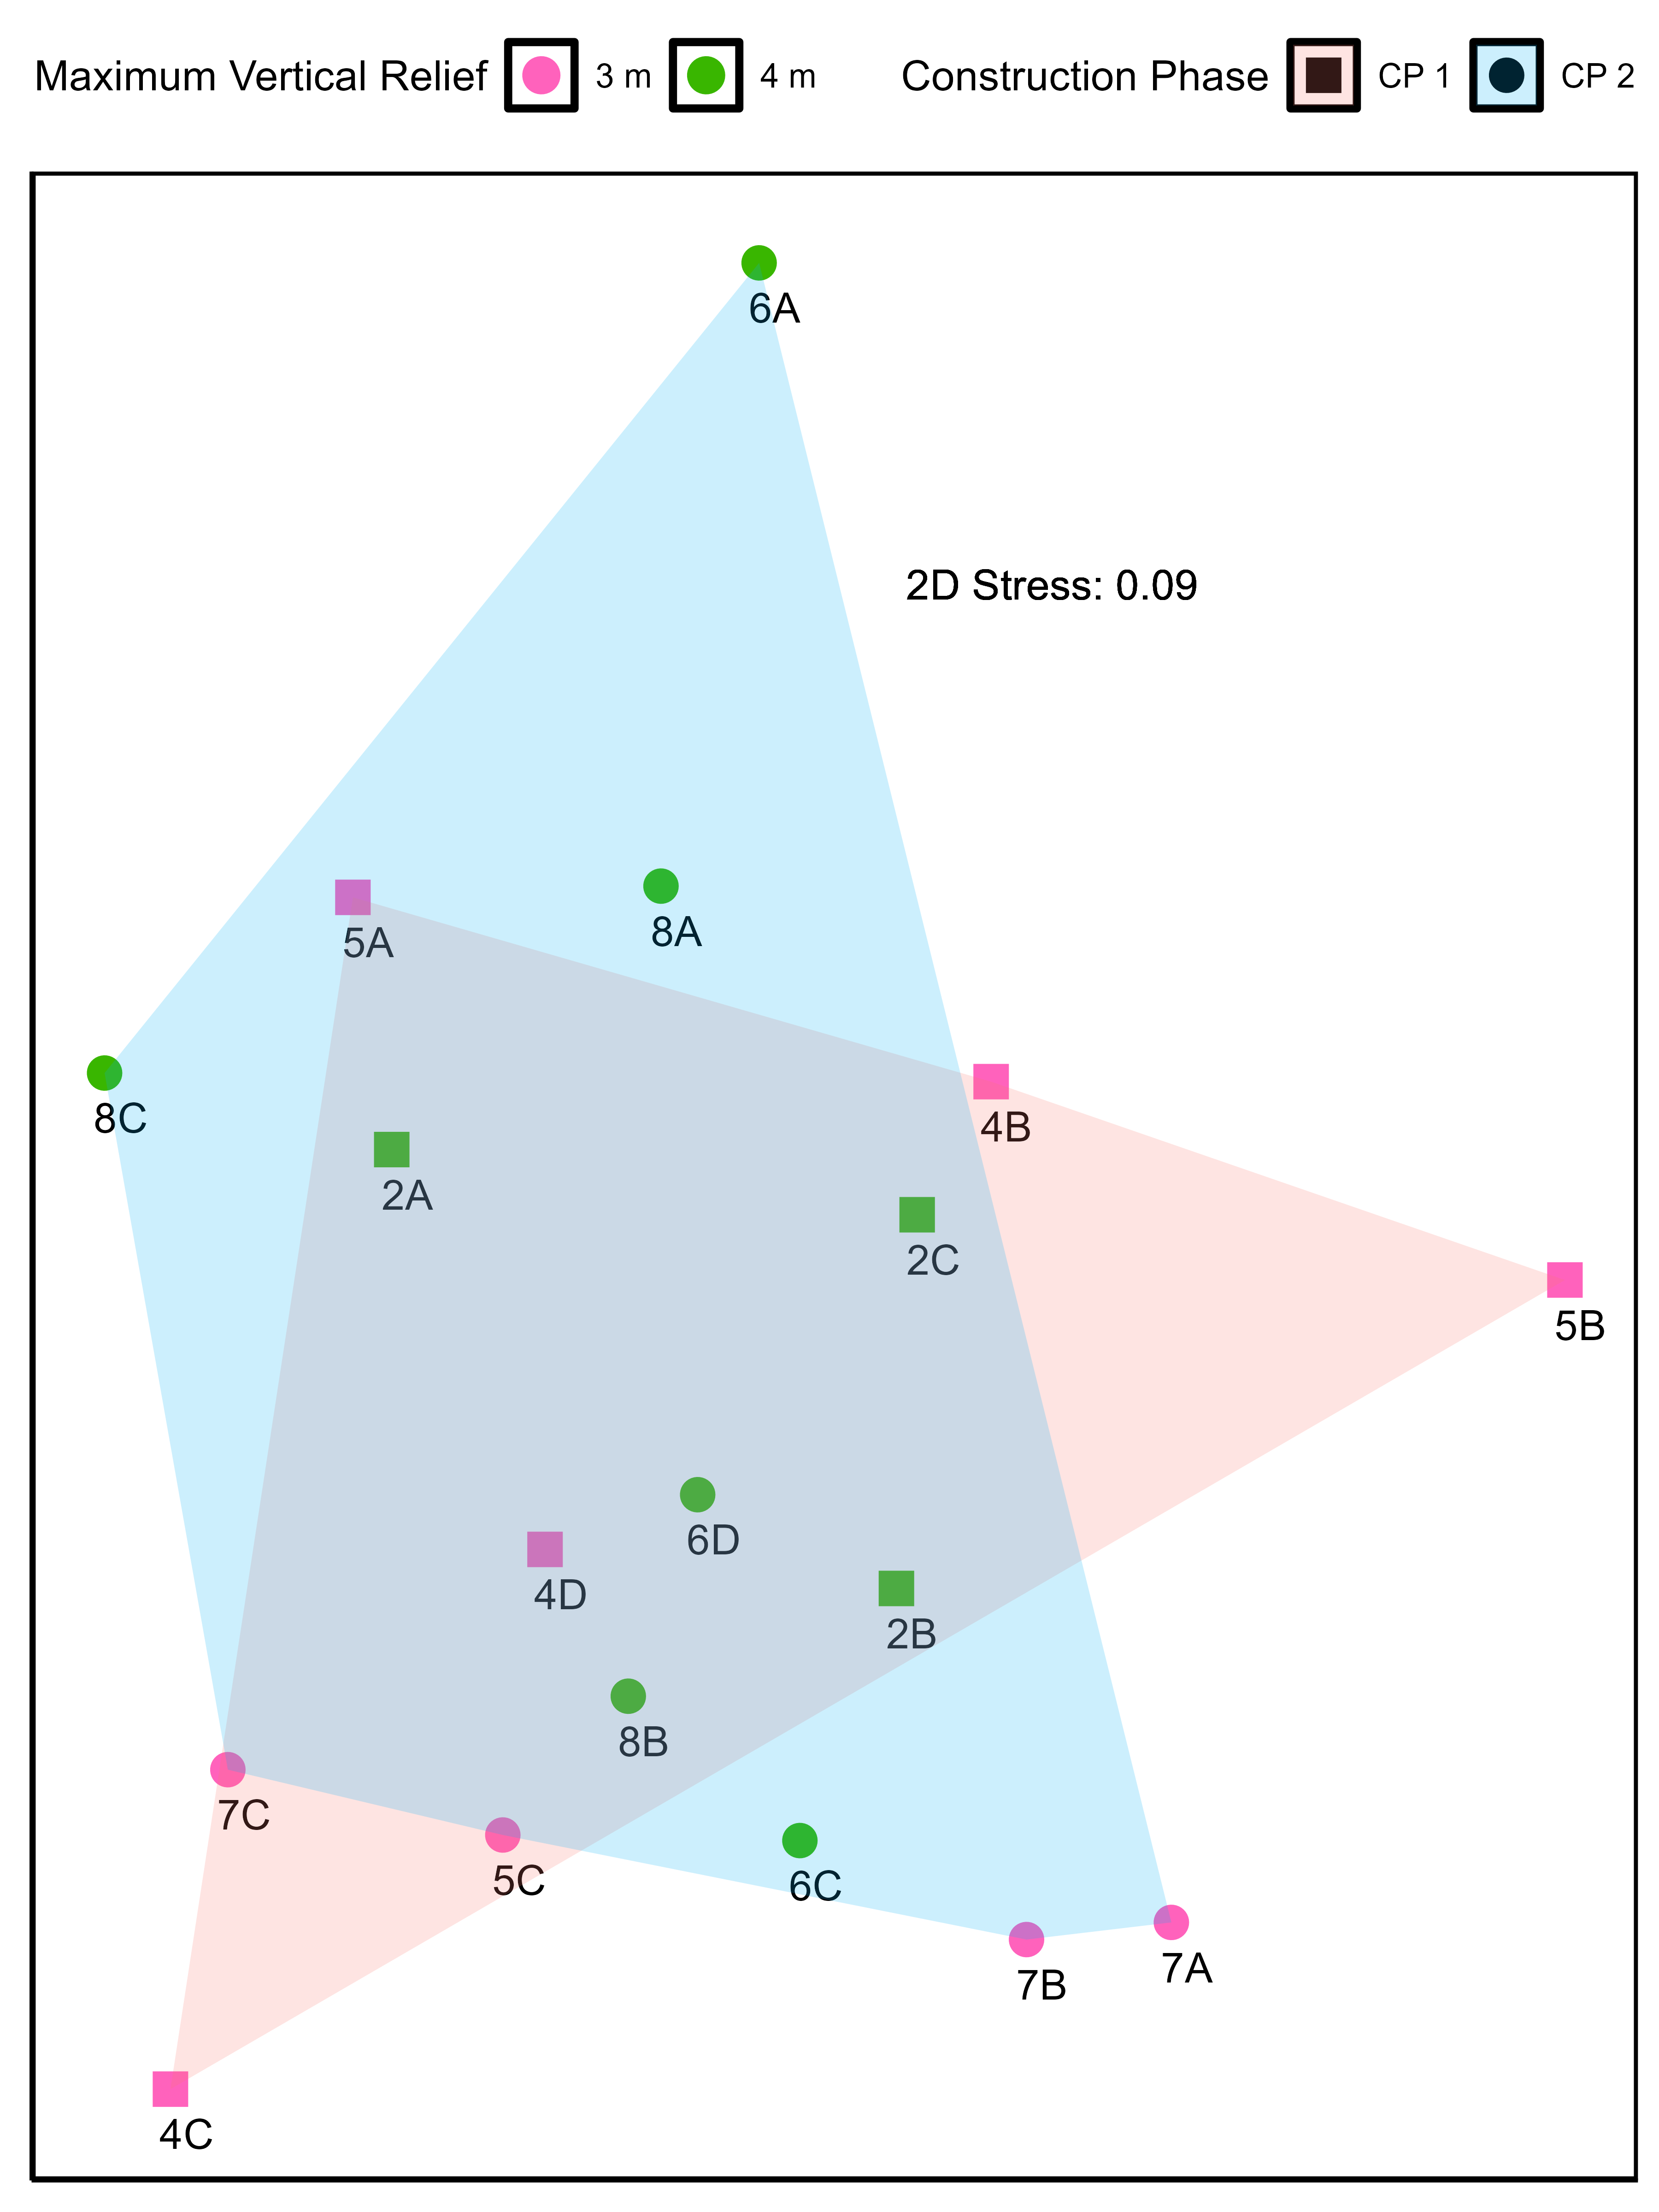 Maximum Vertical Relief 3 m 4 m Construction Phase CP 1 CP 2
6A
2D Stress: 0.09
8A
5A
8C
4B
2A
2C
5B
6D
4D
2B
8B
7C
5C
6C
7A
7B
4C